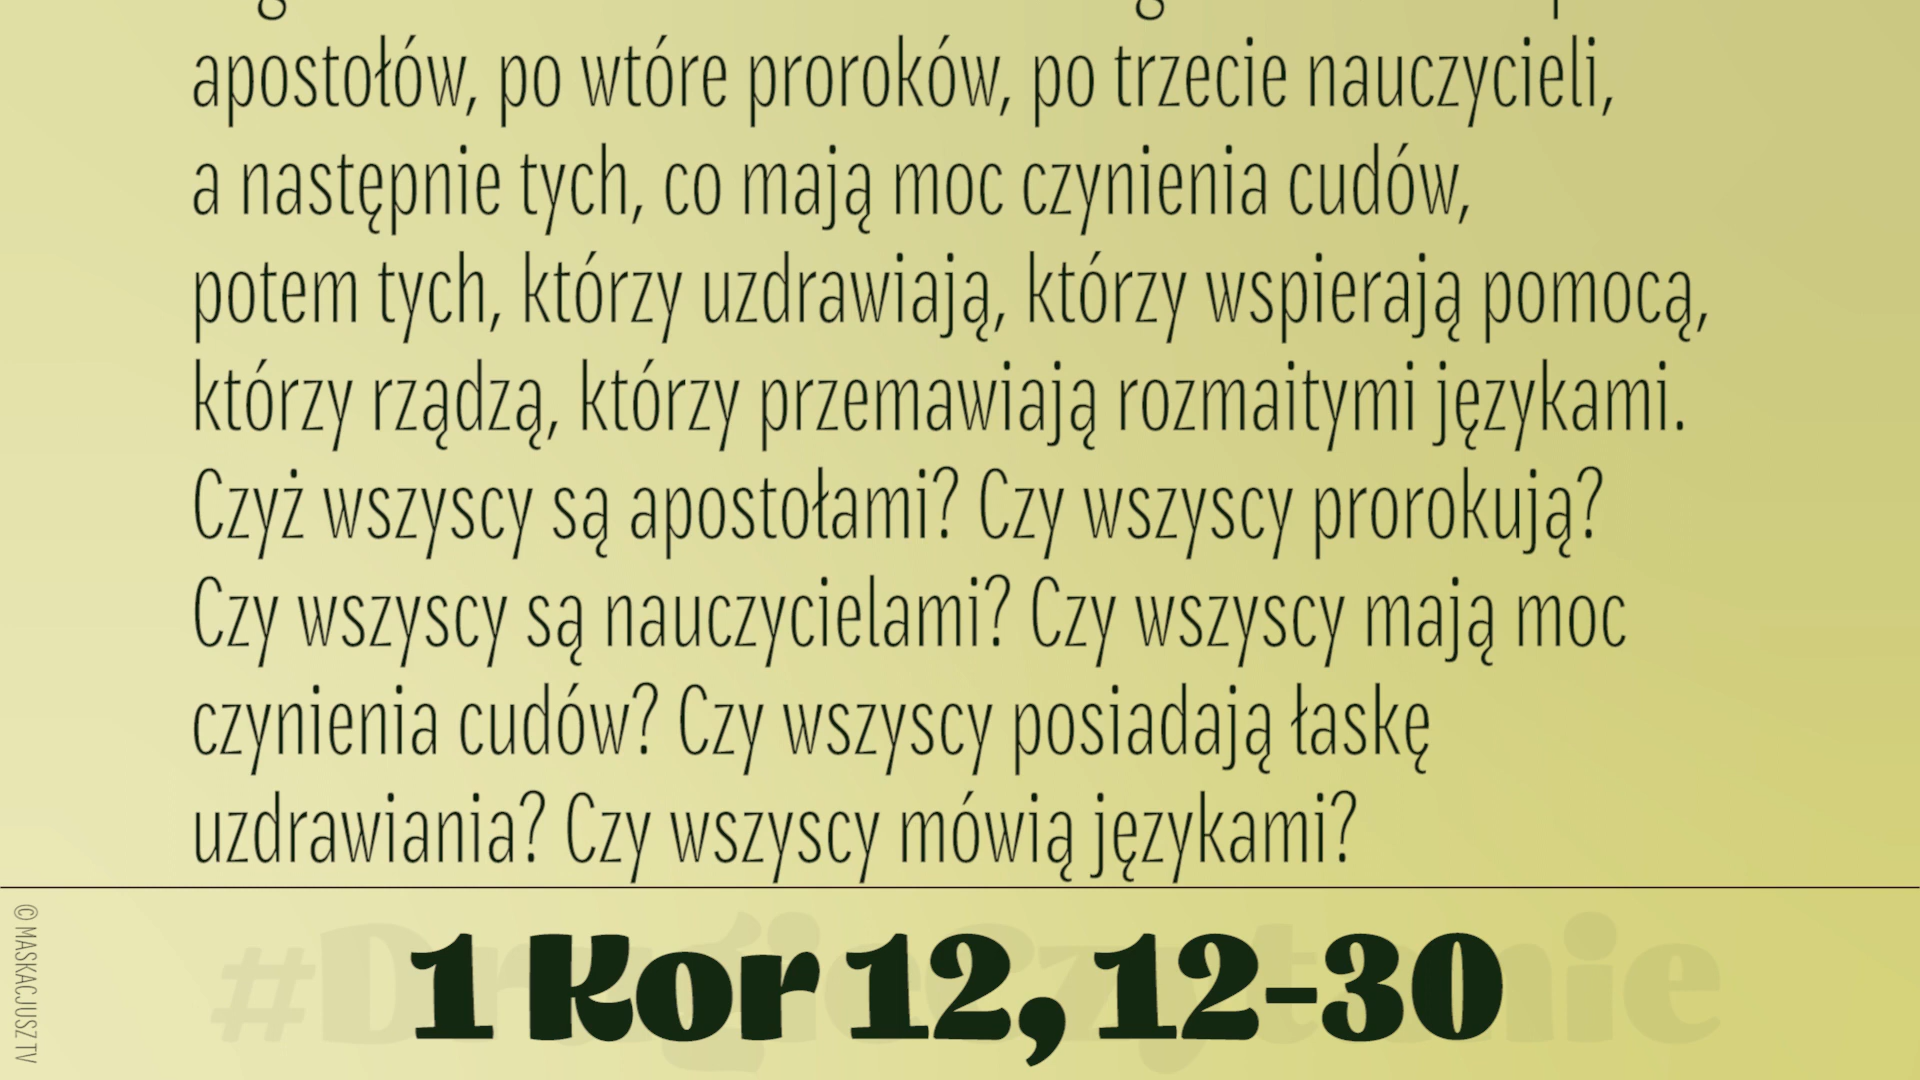 apostołów, po wtóre proroków, po trzecie nauczycieli,
a następnie tych, co mają moc czynienia cudów,
potem tych, którzy uzdrawiają, którzy wspierają pomocą,
którzy rządzą, którzy przemawiają rozmaitymi językami.
Czyż wszyscy są apostołami? Czy wszyscy prorokują?
Czy wszyscy są nauczycielami? Czy wszyscy mają moc
czynienia cudów? Czy wszyscy posiadają łaskę
uzdrawiania? Czy wszyscy mówią językami?
#DrugieCzytanie
1 Kor 12, 12-30
© MASKACJUSZ TV